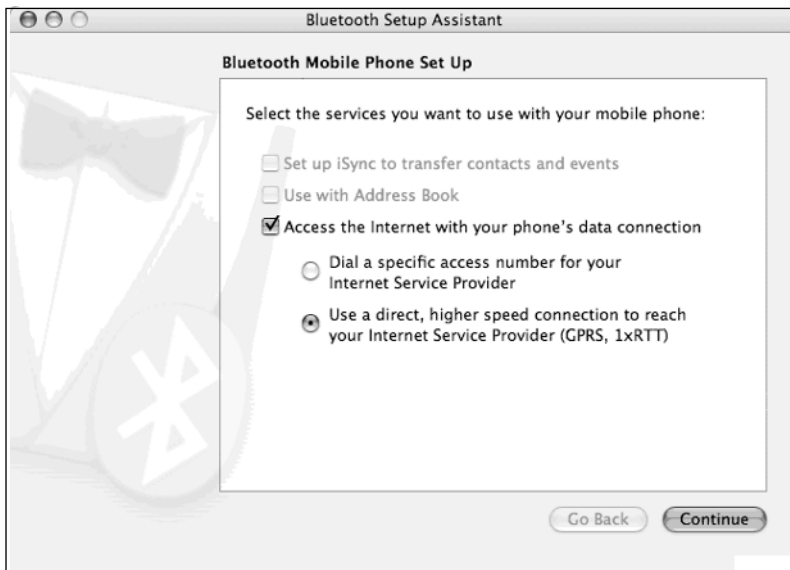 Bluetooth Setup Assistant
Bluetooth Mobile Phone Set Up
Select the services you want to use with your mobile phone:
Set up iSync to transfer contacts and events
Use with Address Book
Access the Internet with your phone's data connection
Dial a specific access number for your
Internet Service Provider
Use a direct, higher speed connection to reach
your Internet Service Provider (GPRS, 1xRTT)
Go Back
Continue